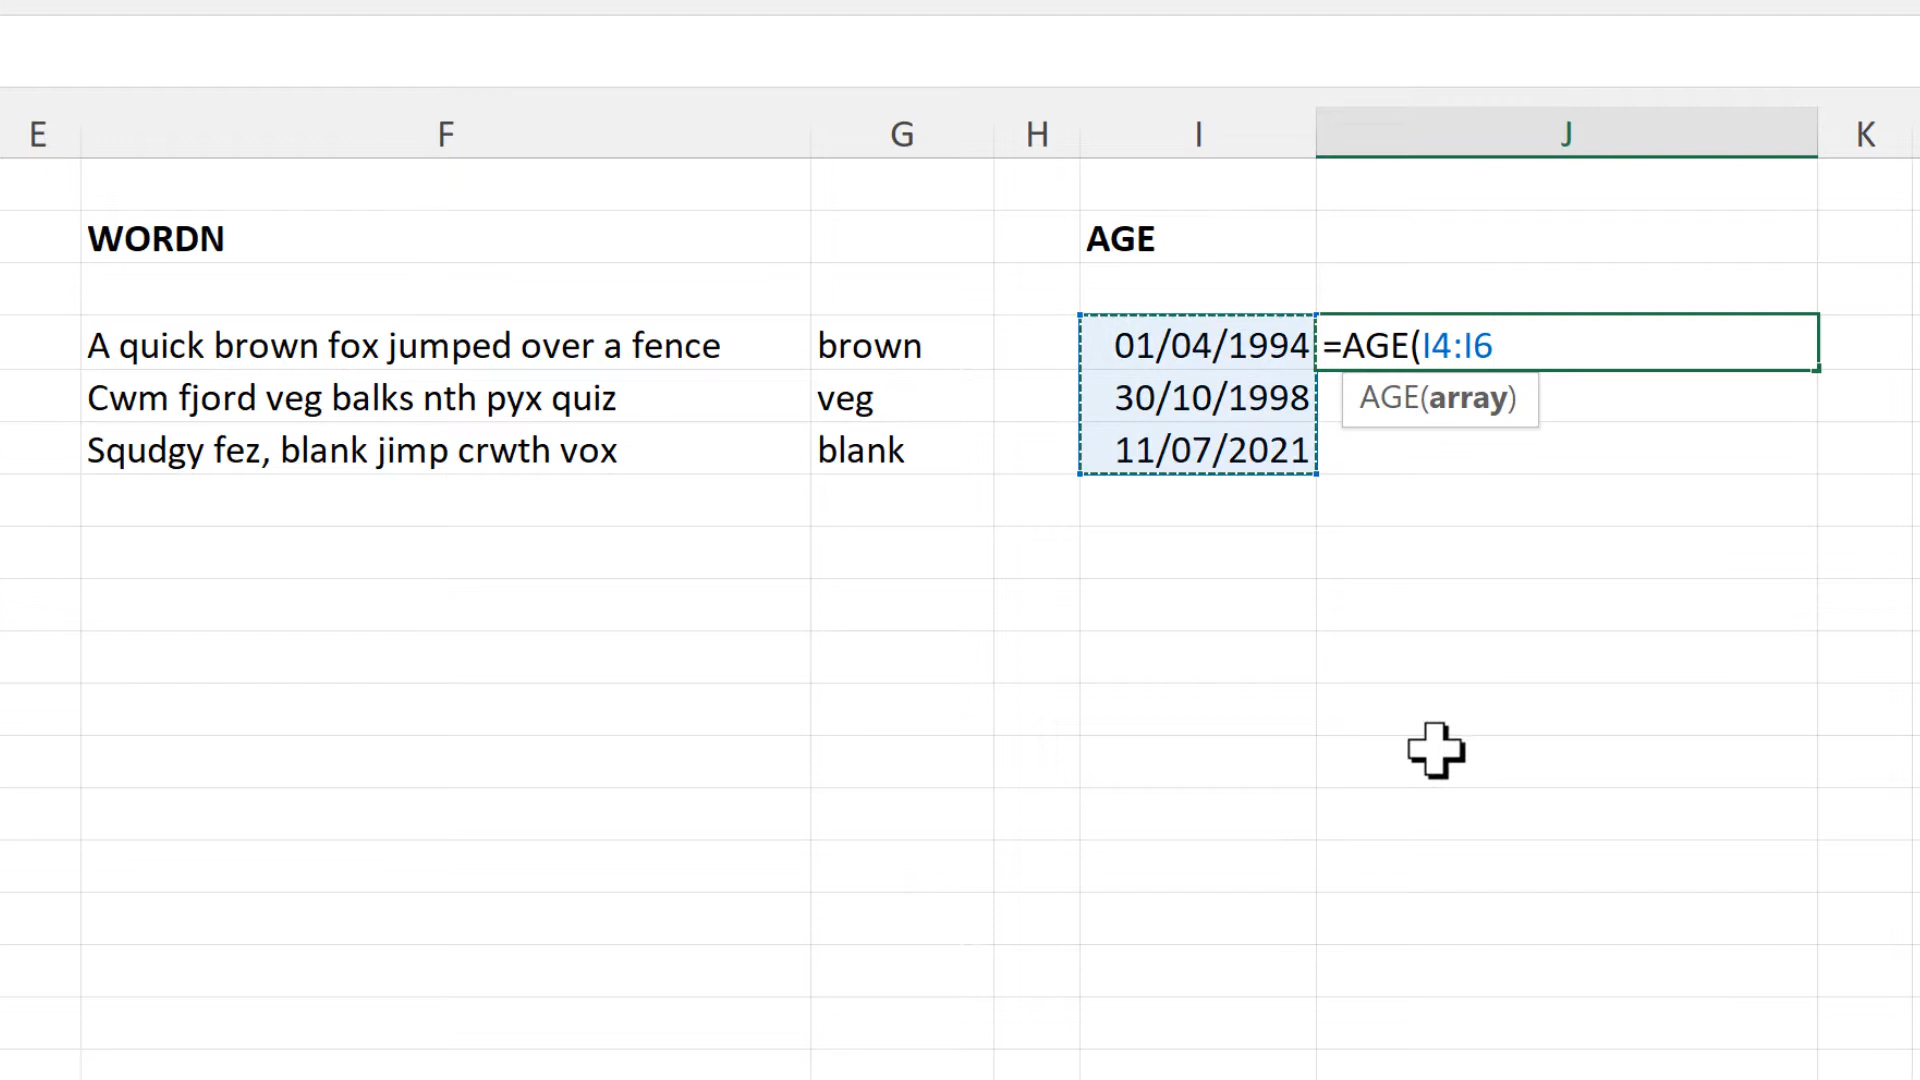 E F G H I J K
WORDN AGE
A quick brown fox jumped over a fence brown 01/04/1994 =AGE(I4:I6
Cwm fjord veg balks nth pyx quiz veg 30/10/1998 AGE(array)
Squdgy fez, blank jimp crwth vox blank 11/07/2021